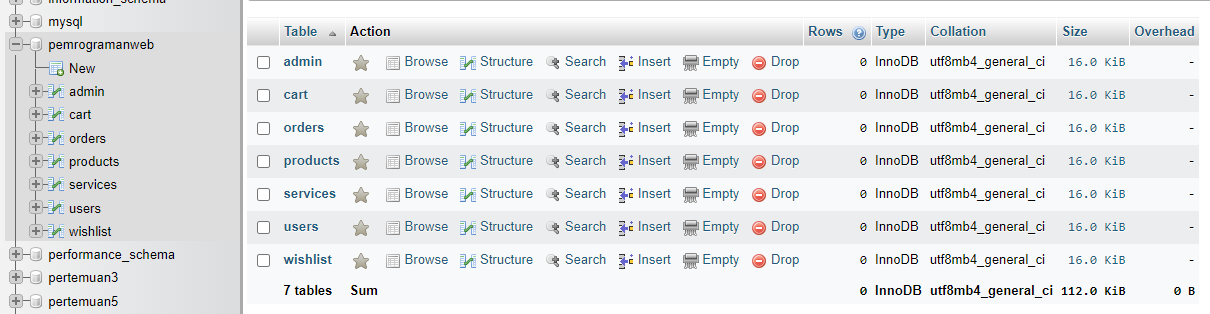 information_schema
mysql
pemrogramanweb
New
admin
cart
orders
products
services
users
wishlist
performance_schema
pertemuan3
pertemuan5
Table Action Rows Type Collation Size Overhead
admin Browse Structure Search Insert Empty Drop 0 InnoDB utf8mb4_general_ci 16.0 KiB -
cart Browse Structure Search Insert Empty Drop 0 InnoDB utf8mb4_general_ci 16.0 KiB -
orders Browse Structure Search Insert Empty Drop 0 InnoDB utf8mb4_general_ci 16.0 KiB -
products Browse Structure Search Insert Empty Drop 0 InnoDB utf8mb4_general_ci 16.0 KiB -
services Browse Structure Search Insert Empty Drop 0 InnoDB utf8mb4_general_ci 16.0 KiB -
users Browse Structure Search Insert Empty Drop 0 InnoDB utf8mb4_general_ci 16.0 KiB -
wishlist Browse Structure Search Insert Empty Drop 0 InnoDB utf8mb4_general_ci 16.0 KiB -
7 tables Sum 0 InnoDB utf8mb4_general_ci 112.0 KiB 0 B